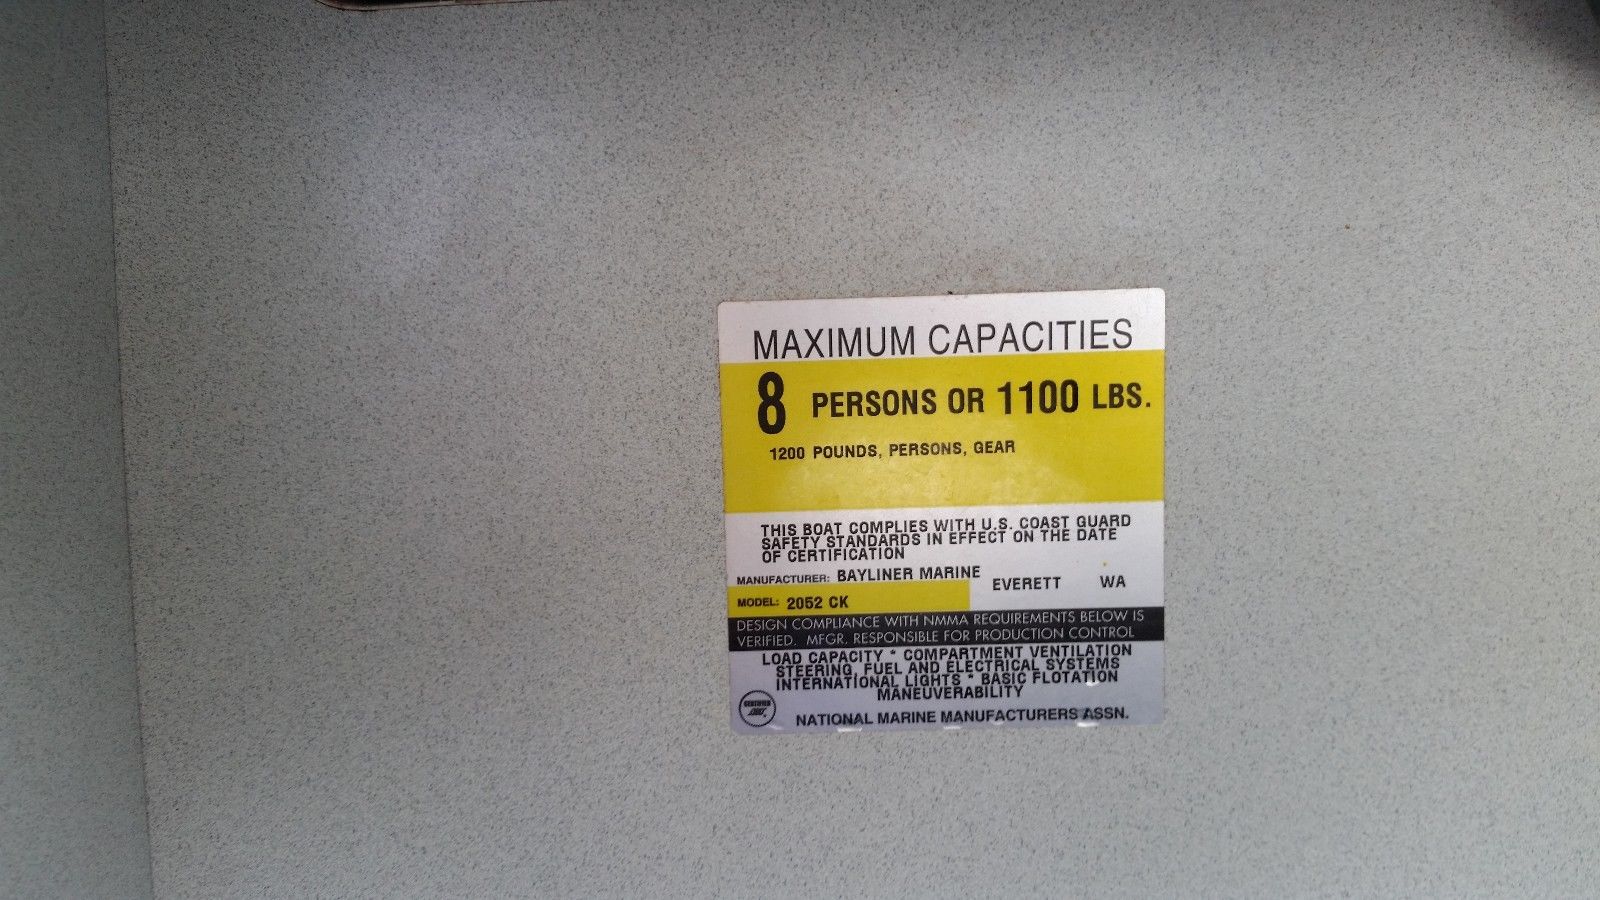 MAXIMUM CAPACITIES
8 PERSONS OR 1100 LBS.
1200 POUNDS, PERSONS, GEAR
THIS BOAT COMPLIES WITH U.S. COAST GUARD
SAFETY STANDARDS IN EFFECT ON THE DATE
OF CERTIFICATION
MANUFACTURER: BAYLINER MARINE EVERETT WA
MODEL: 2052 CK
DESIGN COMPLIANCE WITH NMMA REQUIREMENTS BELOW IS
VERIFIED. MFGR. RESPONSIBLE FOR PRODUCTION CONTROL
LOAD CAPACITY * COMPARTMENT VENTILATION
STEERING, FUEL AND ELECTRICAL SYSTEMS
INTERNATIONAL LIGHTS * BASIC FLOTATION
MANEUVERABILITY
CERTIFIED
NATIONAL MARINE MANUFACTURERS ASSN.